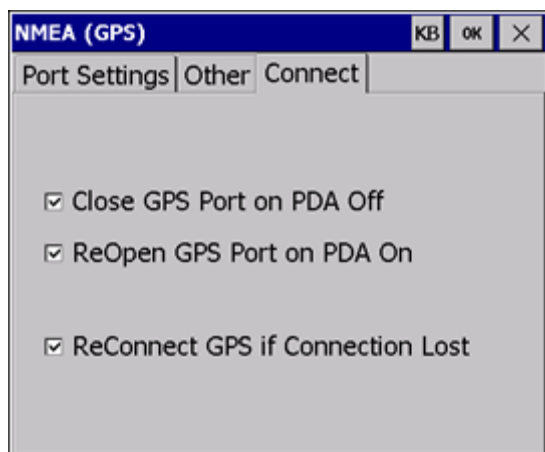 NMEA (GPS) KB OK
Port Settings Other Connect
Close GPS Port on PDA Off
ReOpen GPS Port on PDA On
ReConnect GPS if Connection Lost